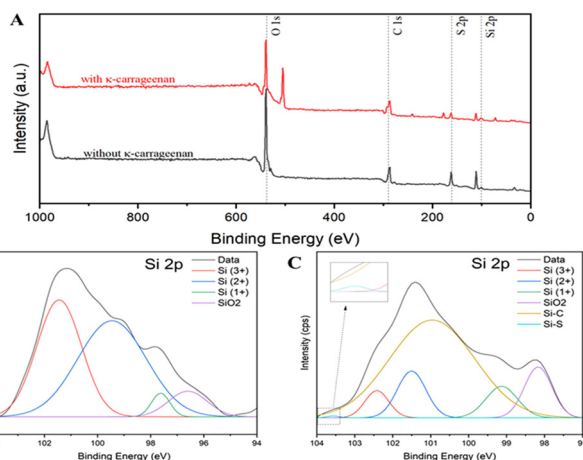 A
O 1s
C 1s
S 2p
Si 2p
with κ-carrageenan
without κ-carrageenan
Intensity (a.u.)
1000 800 600 400 200 0
Binding Energy (eV)
Si 2p
Data
Si (3+)
Si (2+)
Si (1+)
SiO2
102 100 98 96 94
Binding Energy (eV)
C
Si 2p
Data
Si (3+)
Si (2+)
Si (1+)
SiO2
Si-C
Si-S
Intensity (cps)
104 103 102 101 100 99 98 97
Binding Energy (eV)